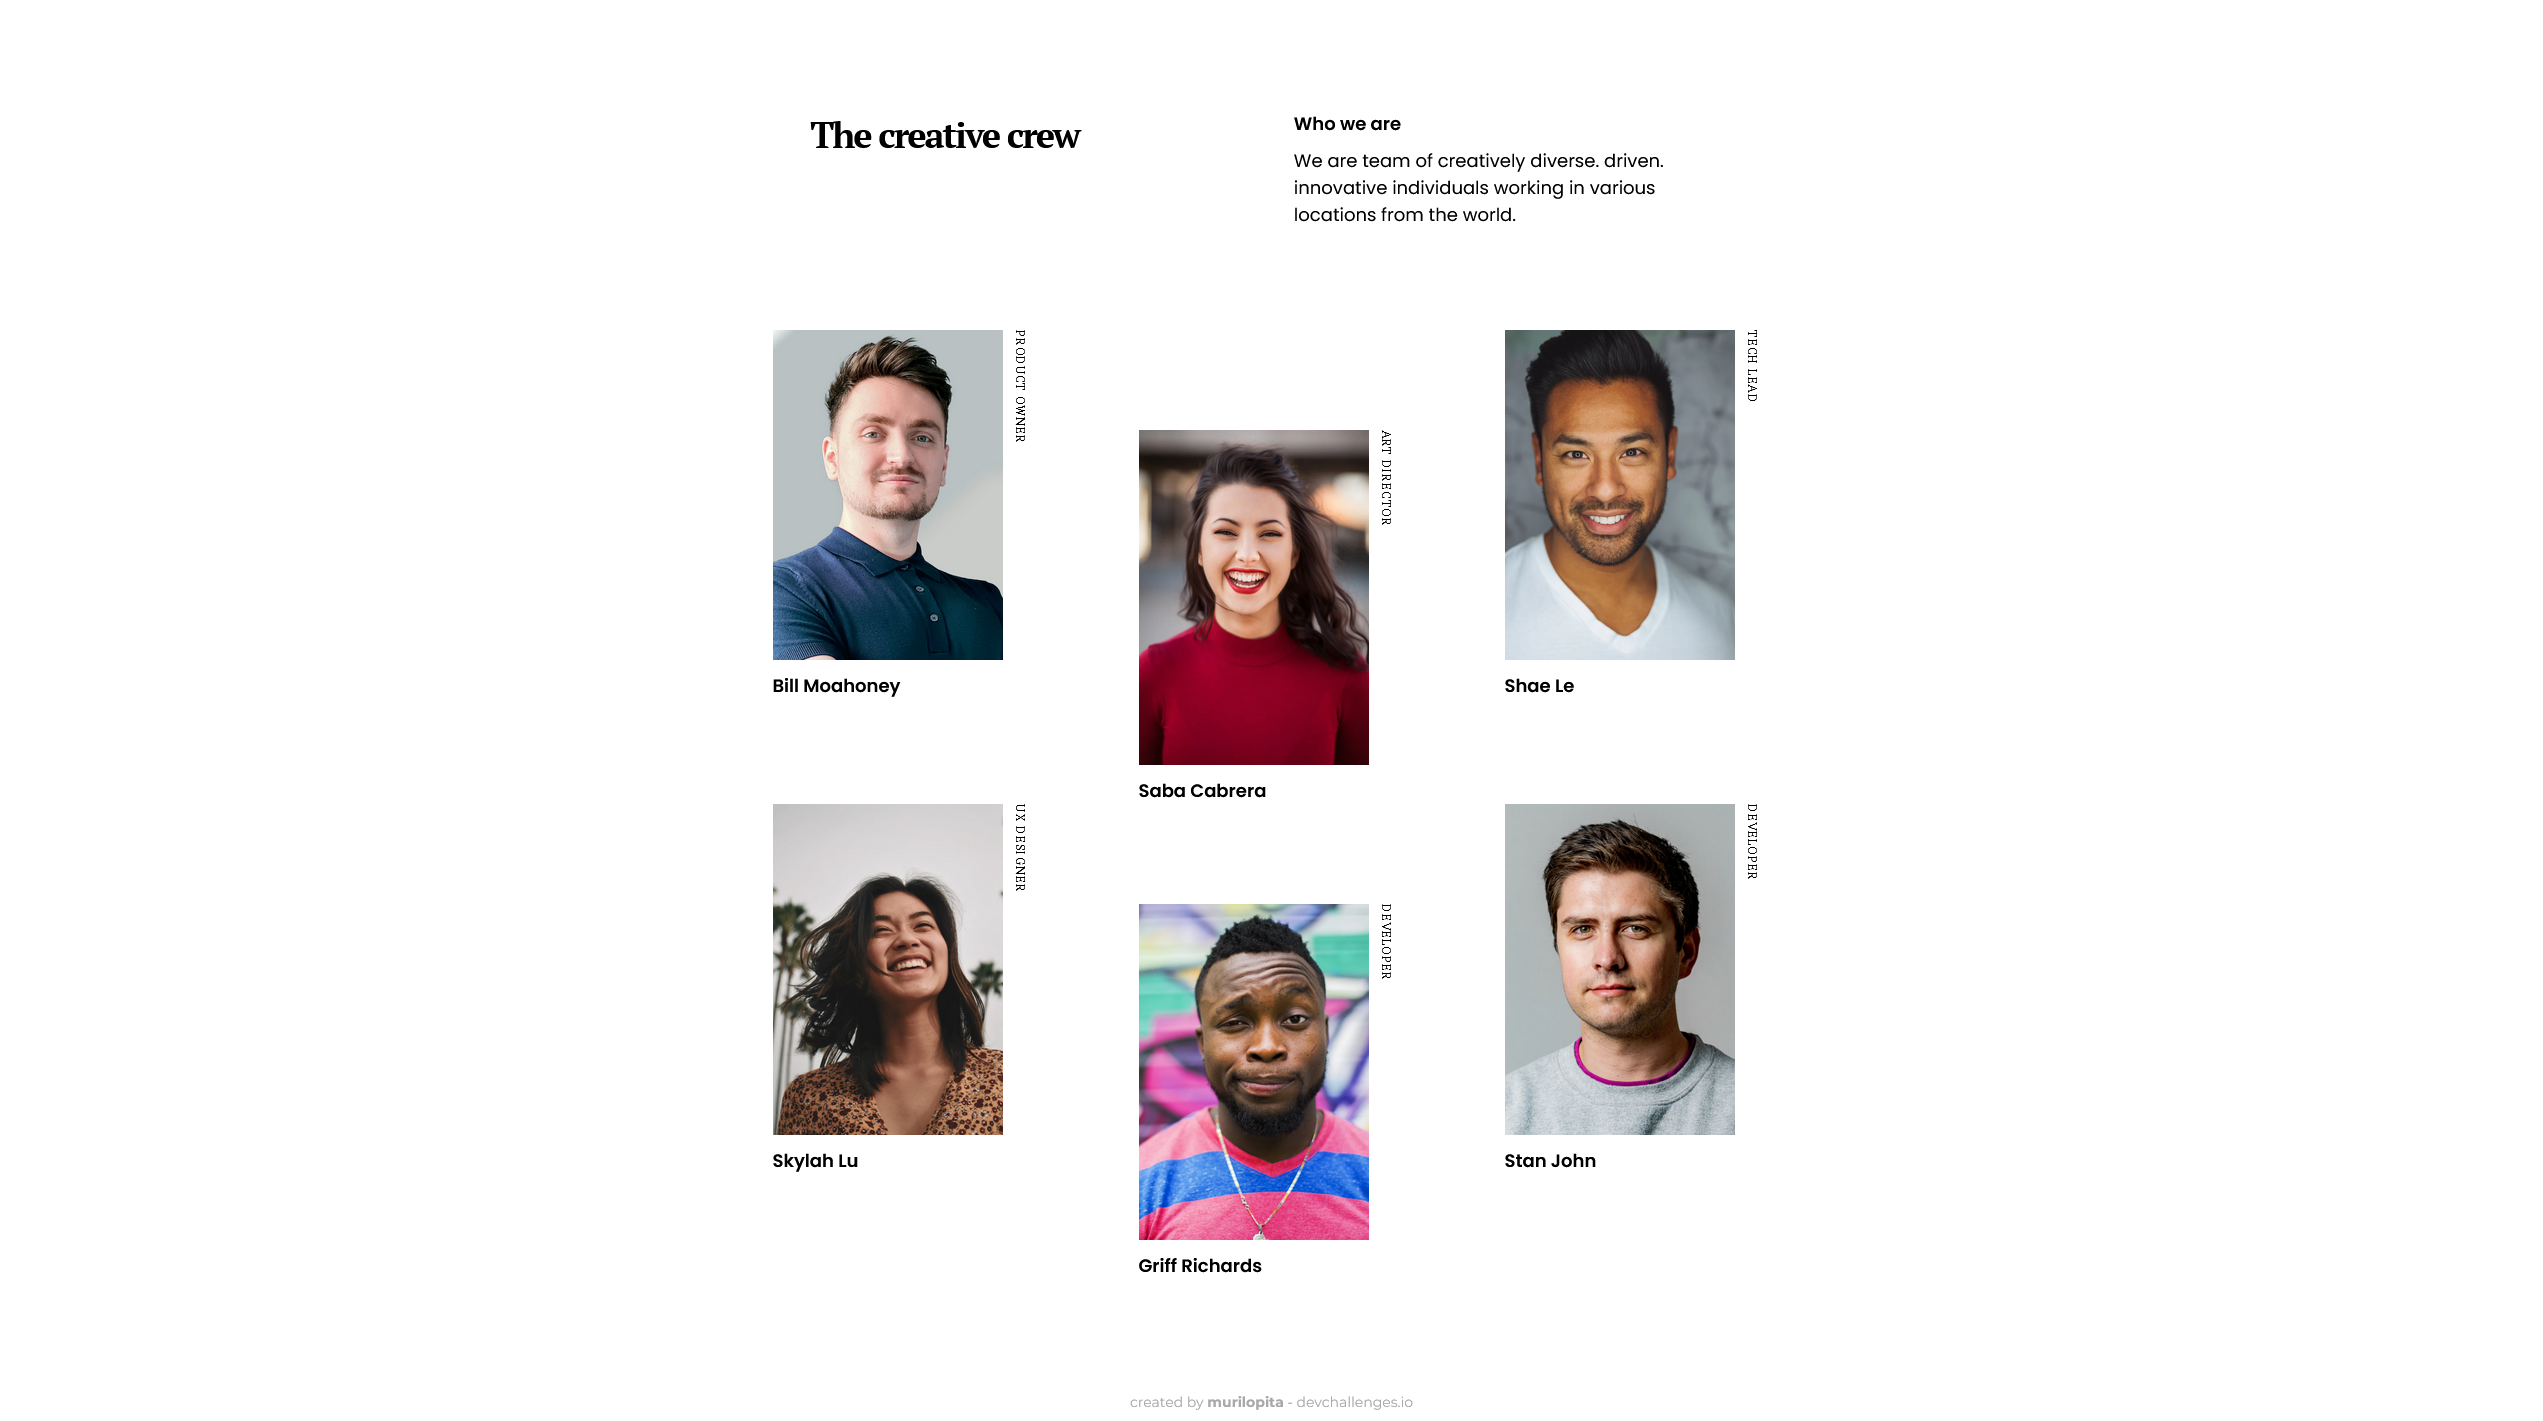 The creative crew
Who we are
We are team of creatively diverse. driven.
innovative individuals working in various
locations from the world.
PRODUCT OWNER
Bill Moahoney
ART DIRECTOR
Saba Cabrera
TECH LEAD
Shae Le
UX DESIGNER
Skylah Lu
DEVELOPER
Griff Richards
DEVELOPER
Stan John
created by murilopita - devchallenges.io